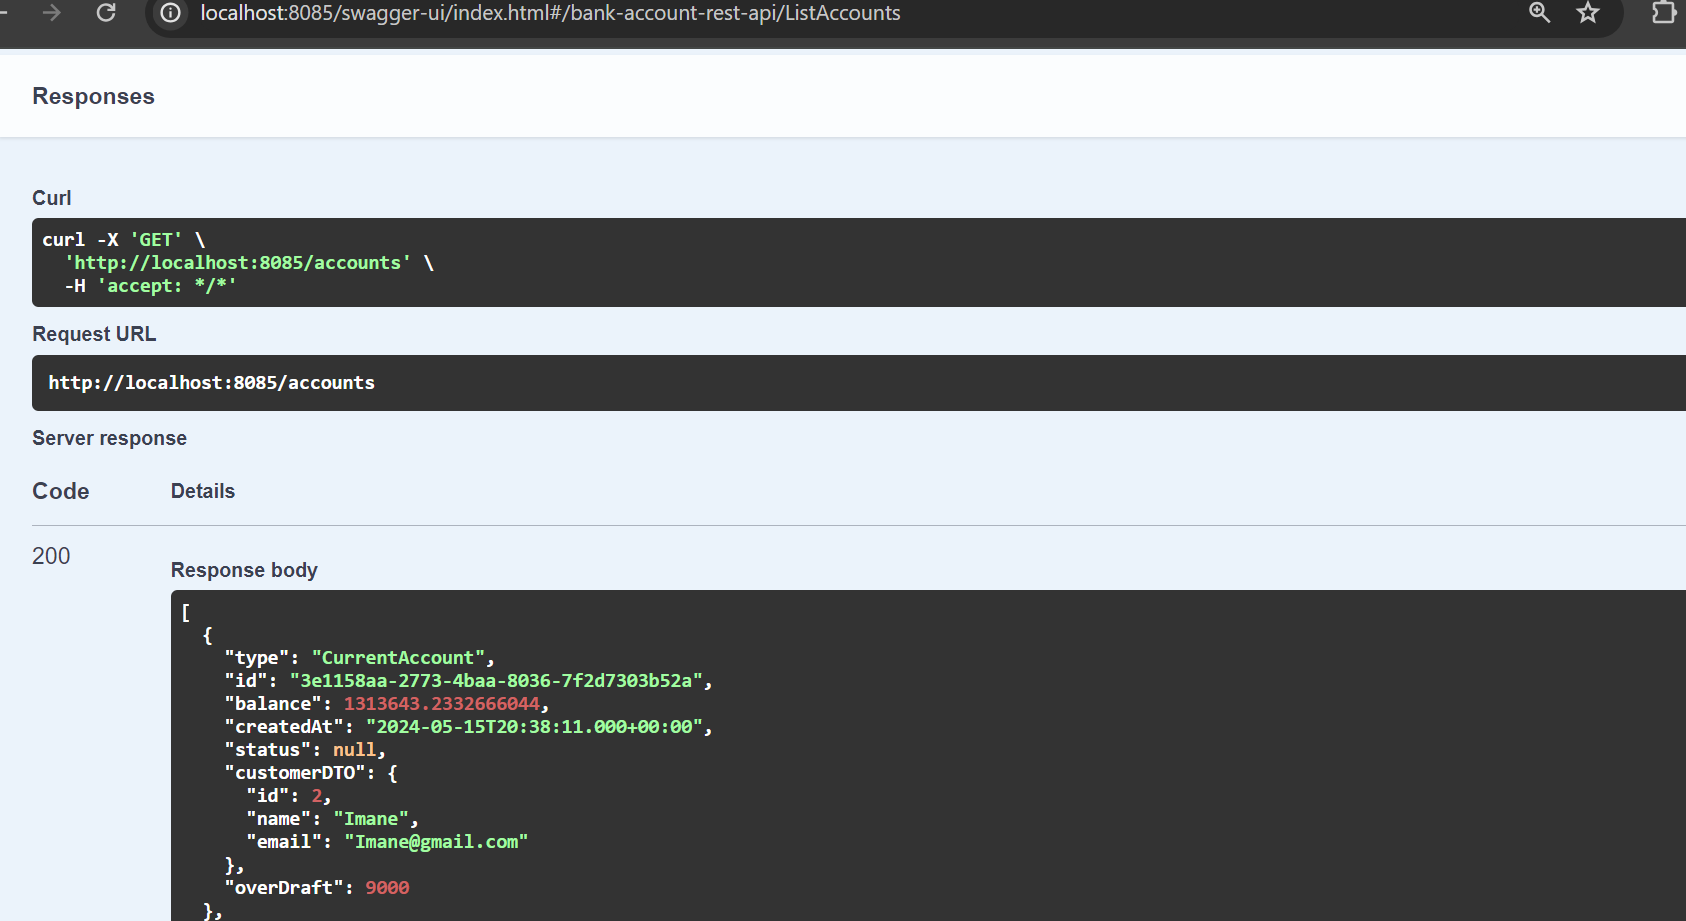 localhost:8085/swagger-ui/index.html#/bank-account-rest-api/ListAccounts
Responses
Curl
curl -X 'GET' \
  'http://localhost:8085/accounts' \
  -H 'accept: */*'
Request URL
http://localhost:8085/accounts
Server response
Code Details
200
Response body
[
  {
    "type": "CurrentAccount",
    "id": "3e1158aa-2773-4baa-8036-7f2d7303b52a",
    "balance": 1313643.2332666044,
    "createdAt": "2024-05-15T20:38:11.000+00:00",
    "status": null,
    "customerDTO": {
      "id": 2,
      "name": "Imane",
      "email": "Imane@gmail.com"
    },
    "overDraft": 9000
  },